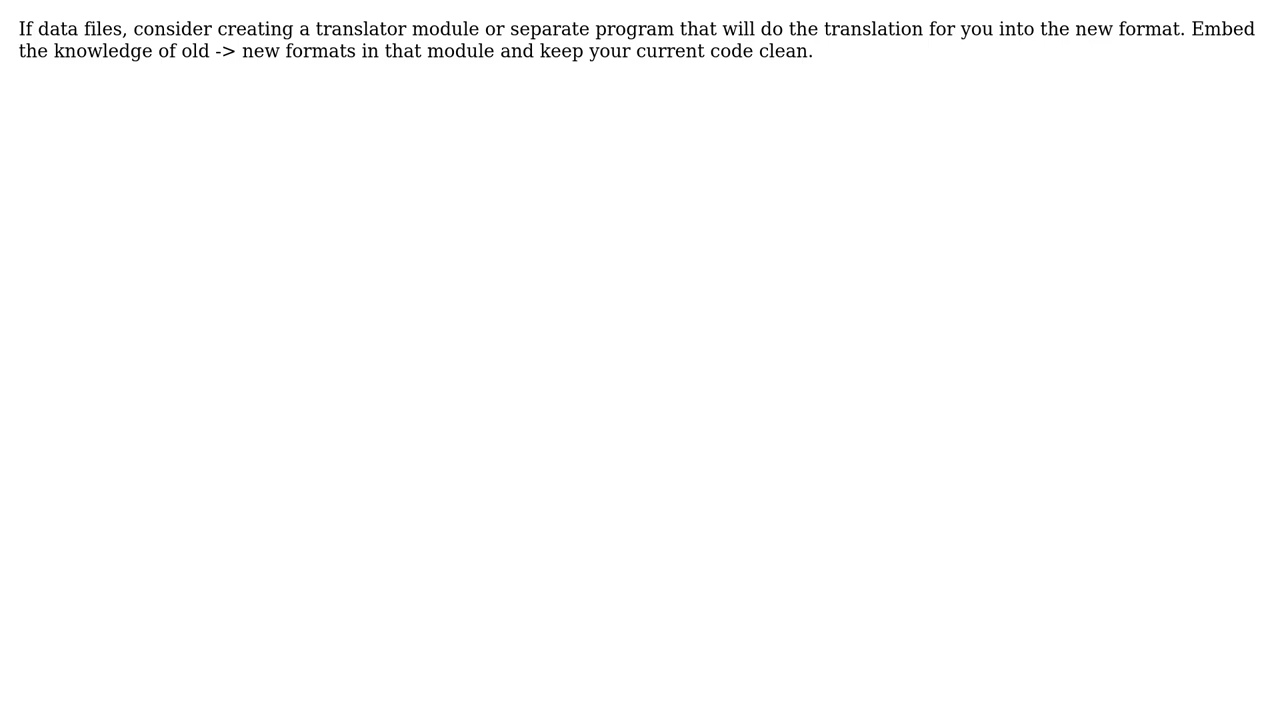 If data files, consider creating a translator module or separate program that will do the translation for you into the new format. Embed
the knowledge of old -> new formats in that module and keep your current code clean.